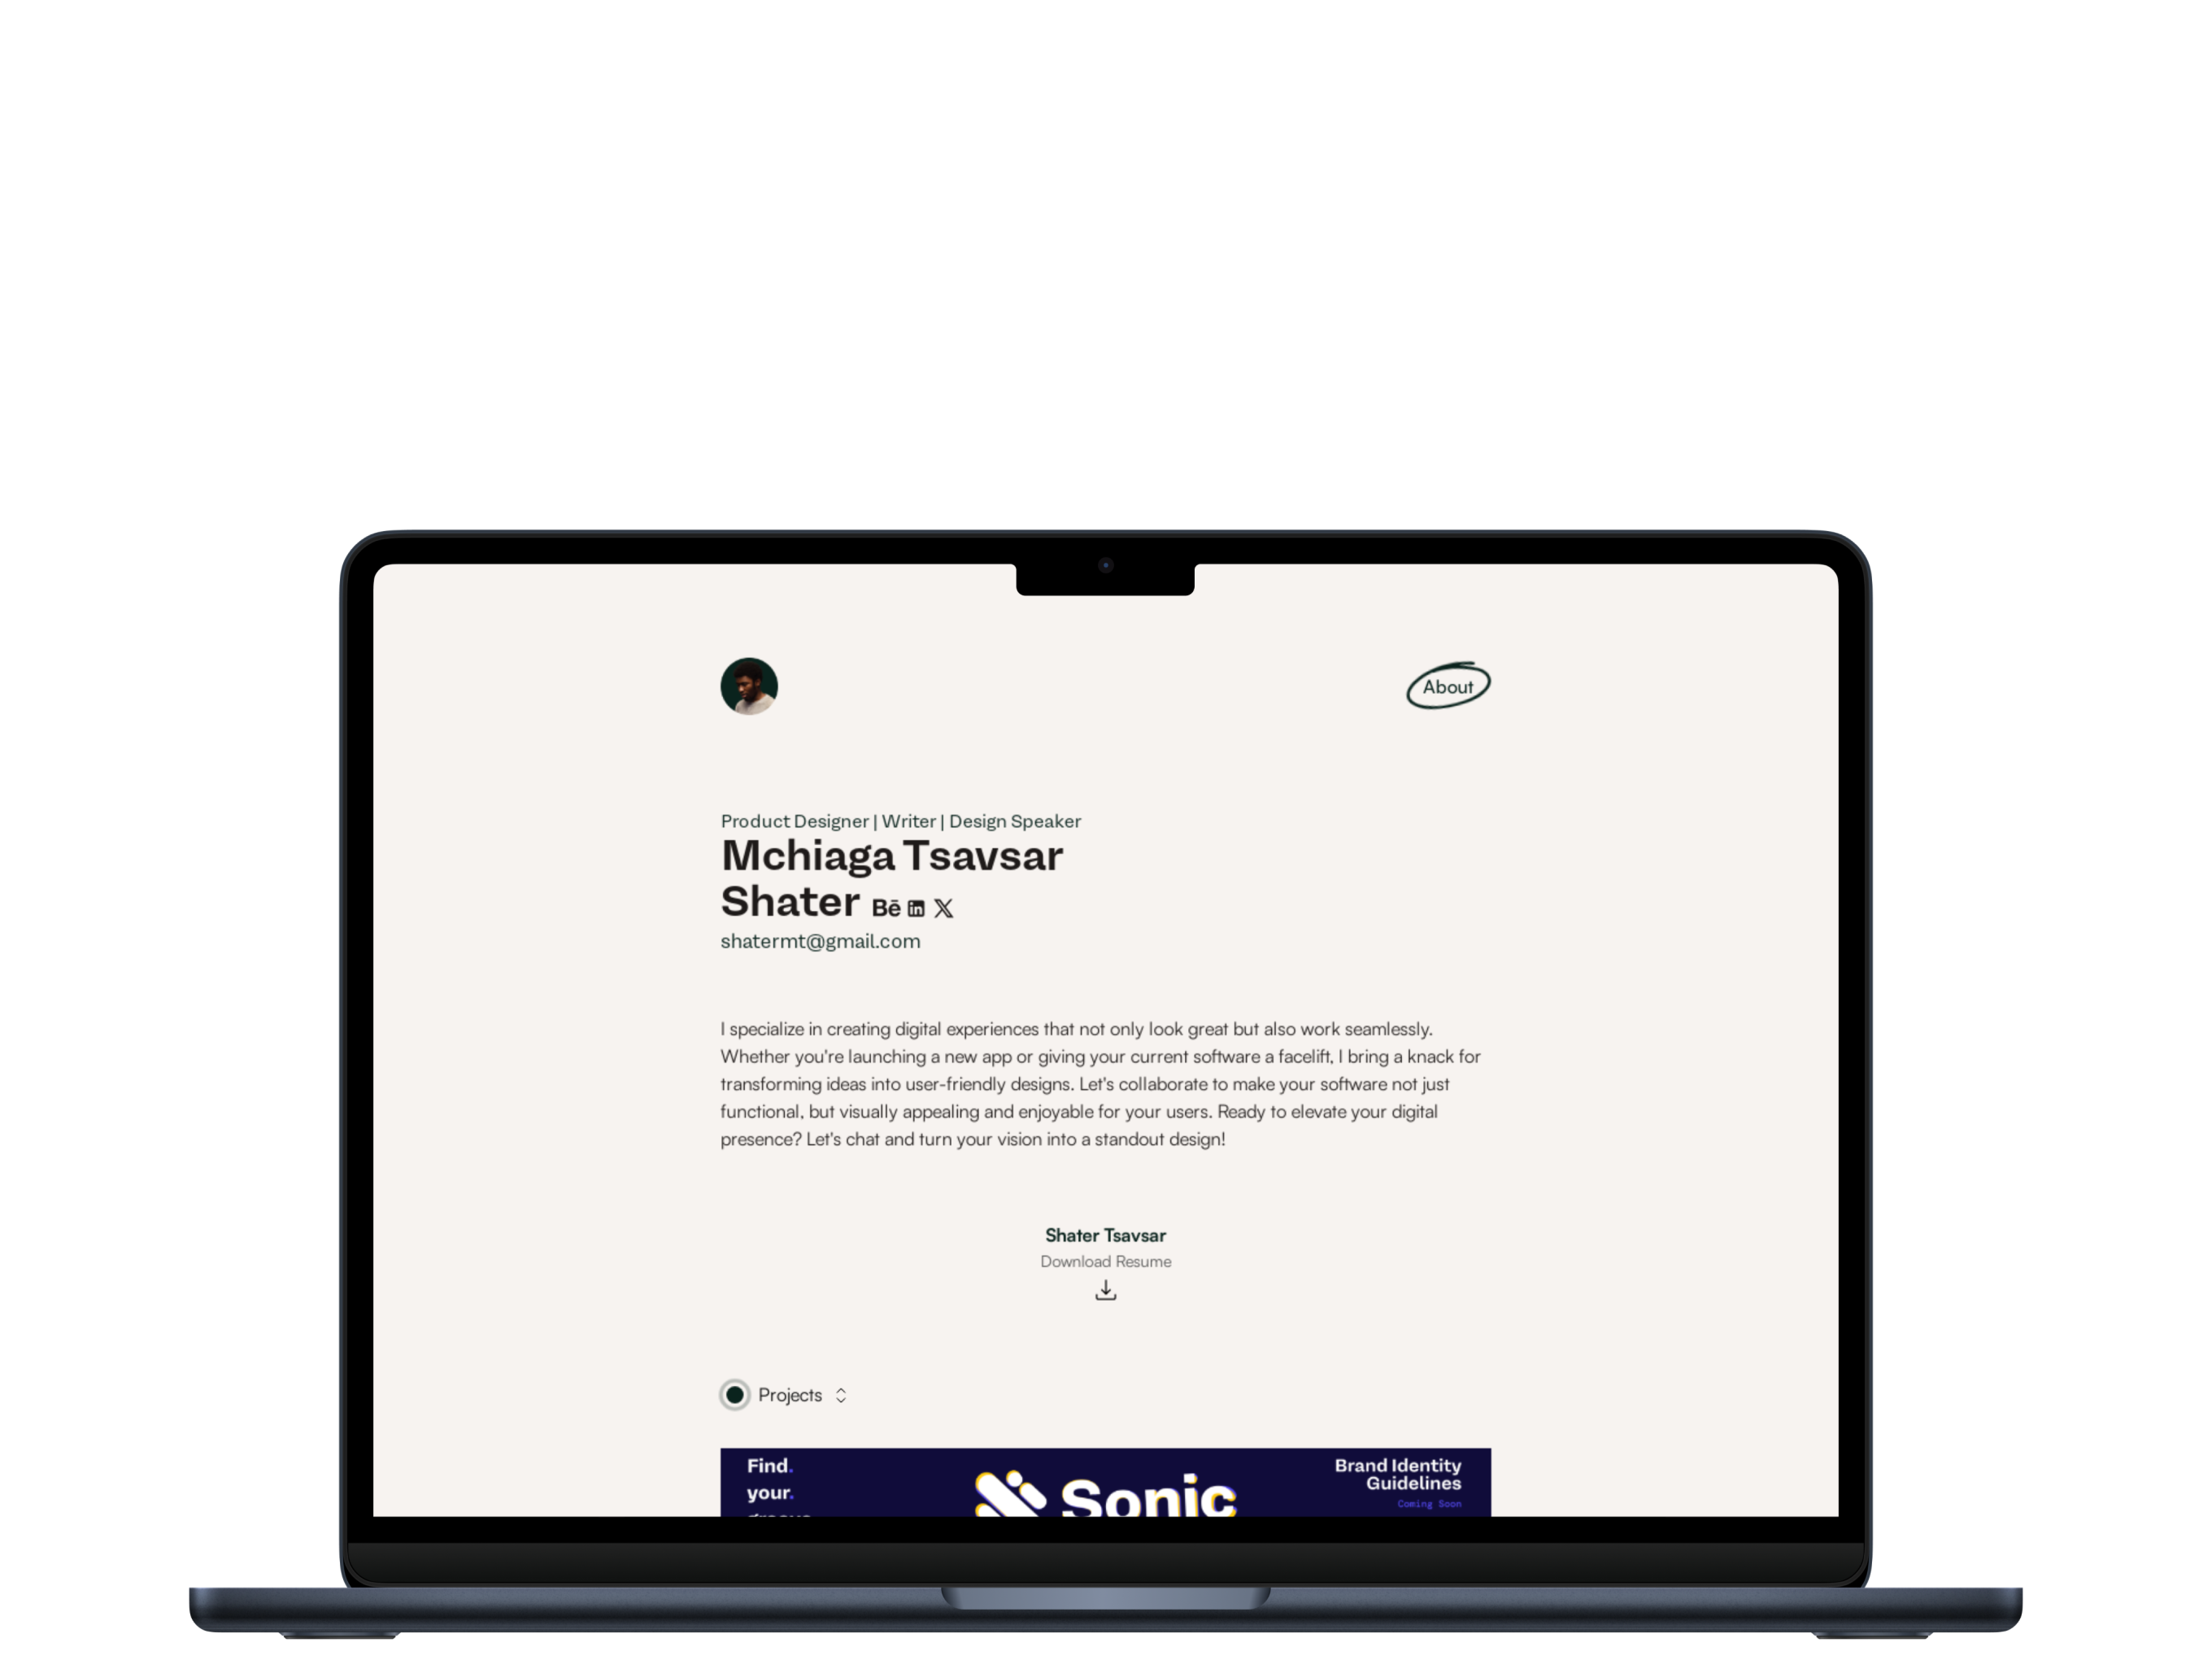 About
Product Designer | Writer | Design Speaker
Mchiaga Tsavsar
Shater Bē in X
shatermt@gmail.com
I specialize in creating digital experiences that not only look great but also work seamlessly.
Whether you're launching a new app or giving your current software a facelift, I bring a knack for
transforming ideas into user-friendly designs. Let's collaborate to make your software not just
functional, but visually appealing and enjoyable for your users. Ready to elevate your digital
presence? Let's chat and turn your vision into a standout design!
Shater Tsavsar
Download Resume
Projects
Find.
your.
Sonic
Brand Identity
Guidelines
Coming Soon